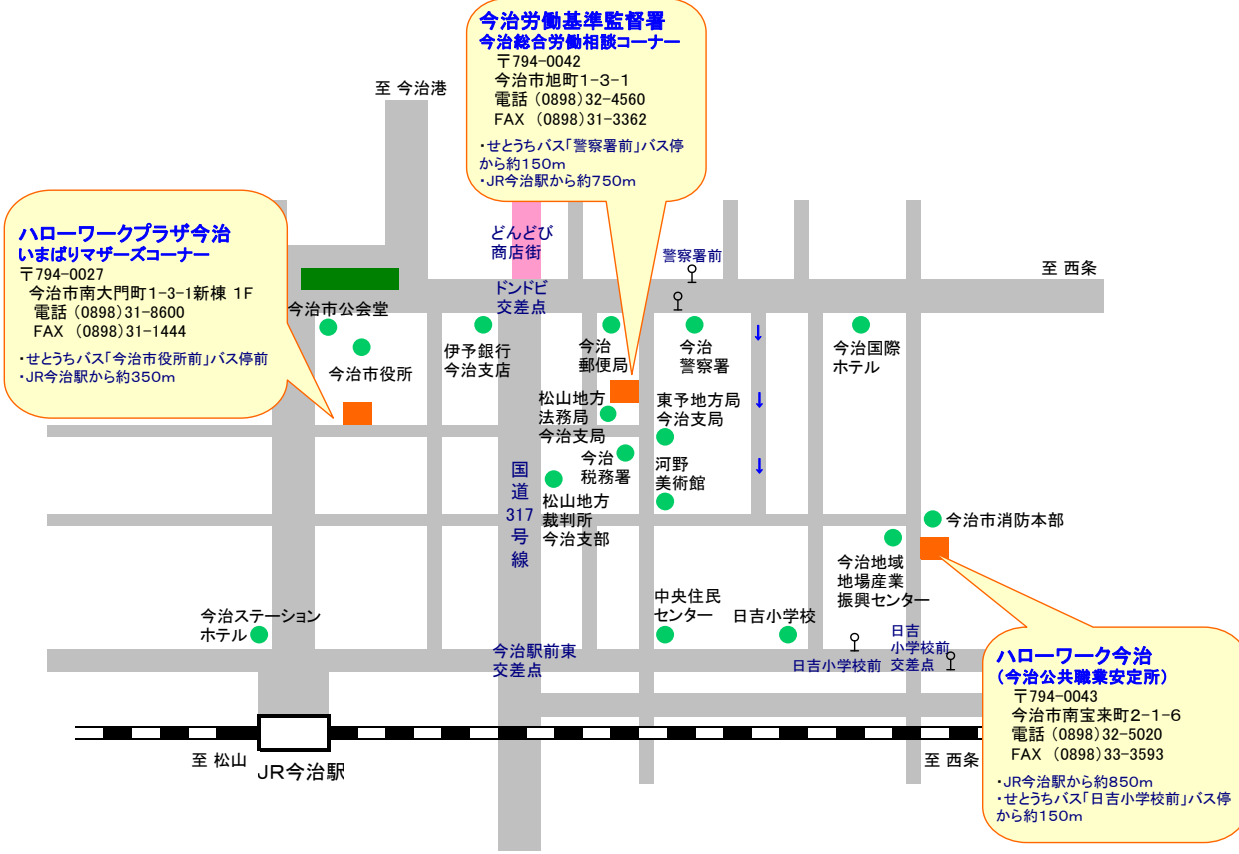 今治労働基準監督署
今治総合労働相談コーナー
〒794-0042
今治市旭町1-3-1
電話 (0898)32-4560
FAX (0898)31-3362
・せとうちバス「警察署前」バス停
から約150m
・JR今治駅から約750m
至 今治港
ハローワークプラザ今治
いまばりマザーズコーナー
〒794-0027
今治市南大門町1-3-1新棟 1F
電話 (0898)31-8600
FAX (0898)31-1444
・せとうちバス「今治市役所前」バス停前
・JR今治駅から約350m
どんどび
商店街
警察署前
至 西条
ドンドビ
交差点
今治市公会堂
今治市役所
伊予銀行
今治支店
今治
郵便局
今治
警察署
↓
今治国際
ホテル
松山地方
法務局
今治支局
東予地方局
今治支局
↓
今治
税務署
河野
美術館
↓
国
道
317
号
線
松山地方
裁判所
今治支部
今治市消防本部
今治地域
地場産業
振興センター
今治ステーション
ホテル
中央住民
センター
日吉小学校
今治駅前東
交差点
日吉小学校前
日吉
小学校前
交差点
ハローワーク今治
(今治公共職業安定所)
〒794-0043
今治市南宝来町2-1-6
電話 (0898)32-5020
FAX (0898)33-3593
・JR今治駅から約850m
・せとうちバス「日吉小学校前」バス停
から約150m
至 松山
JR今治駅
至 西条